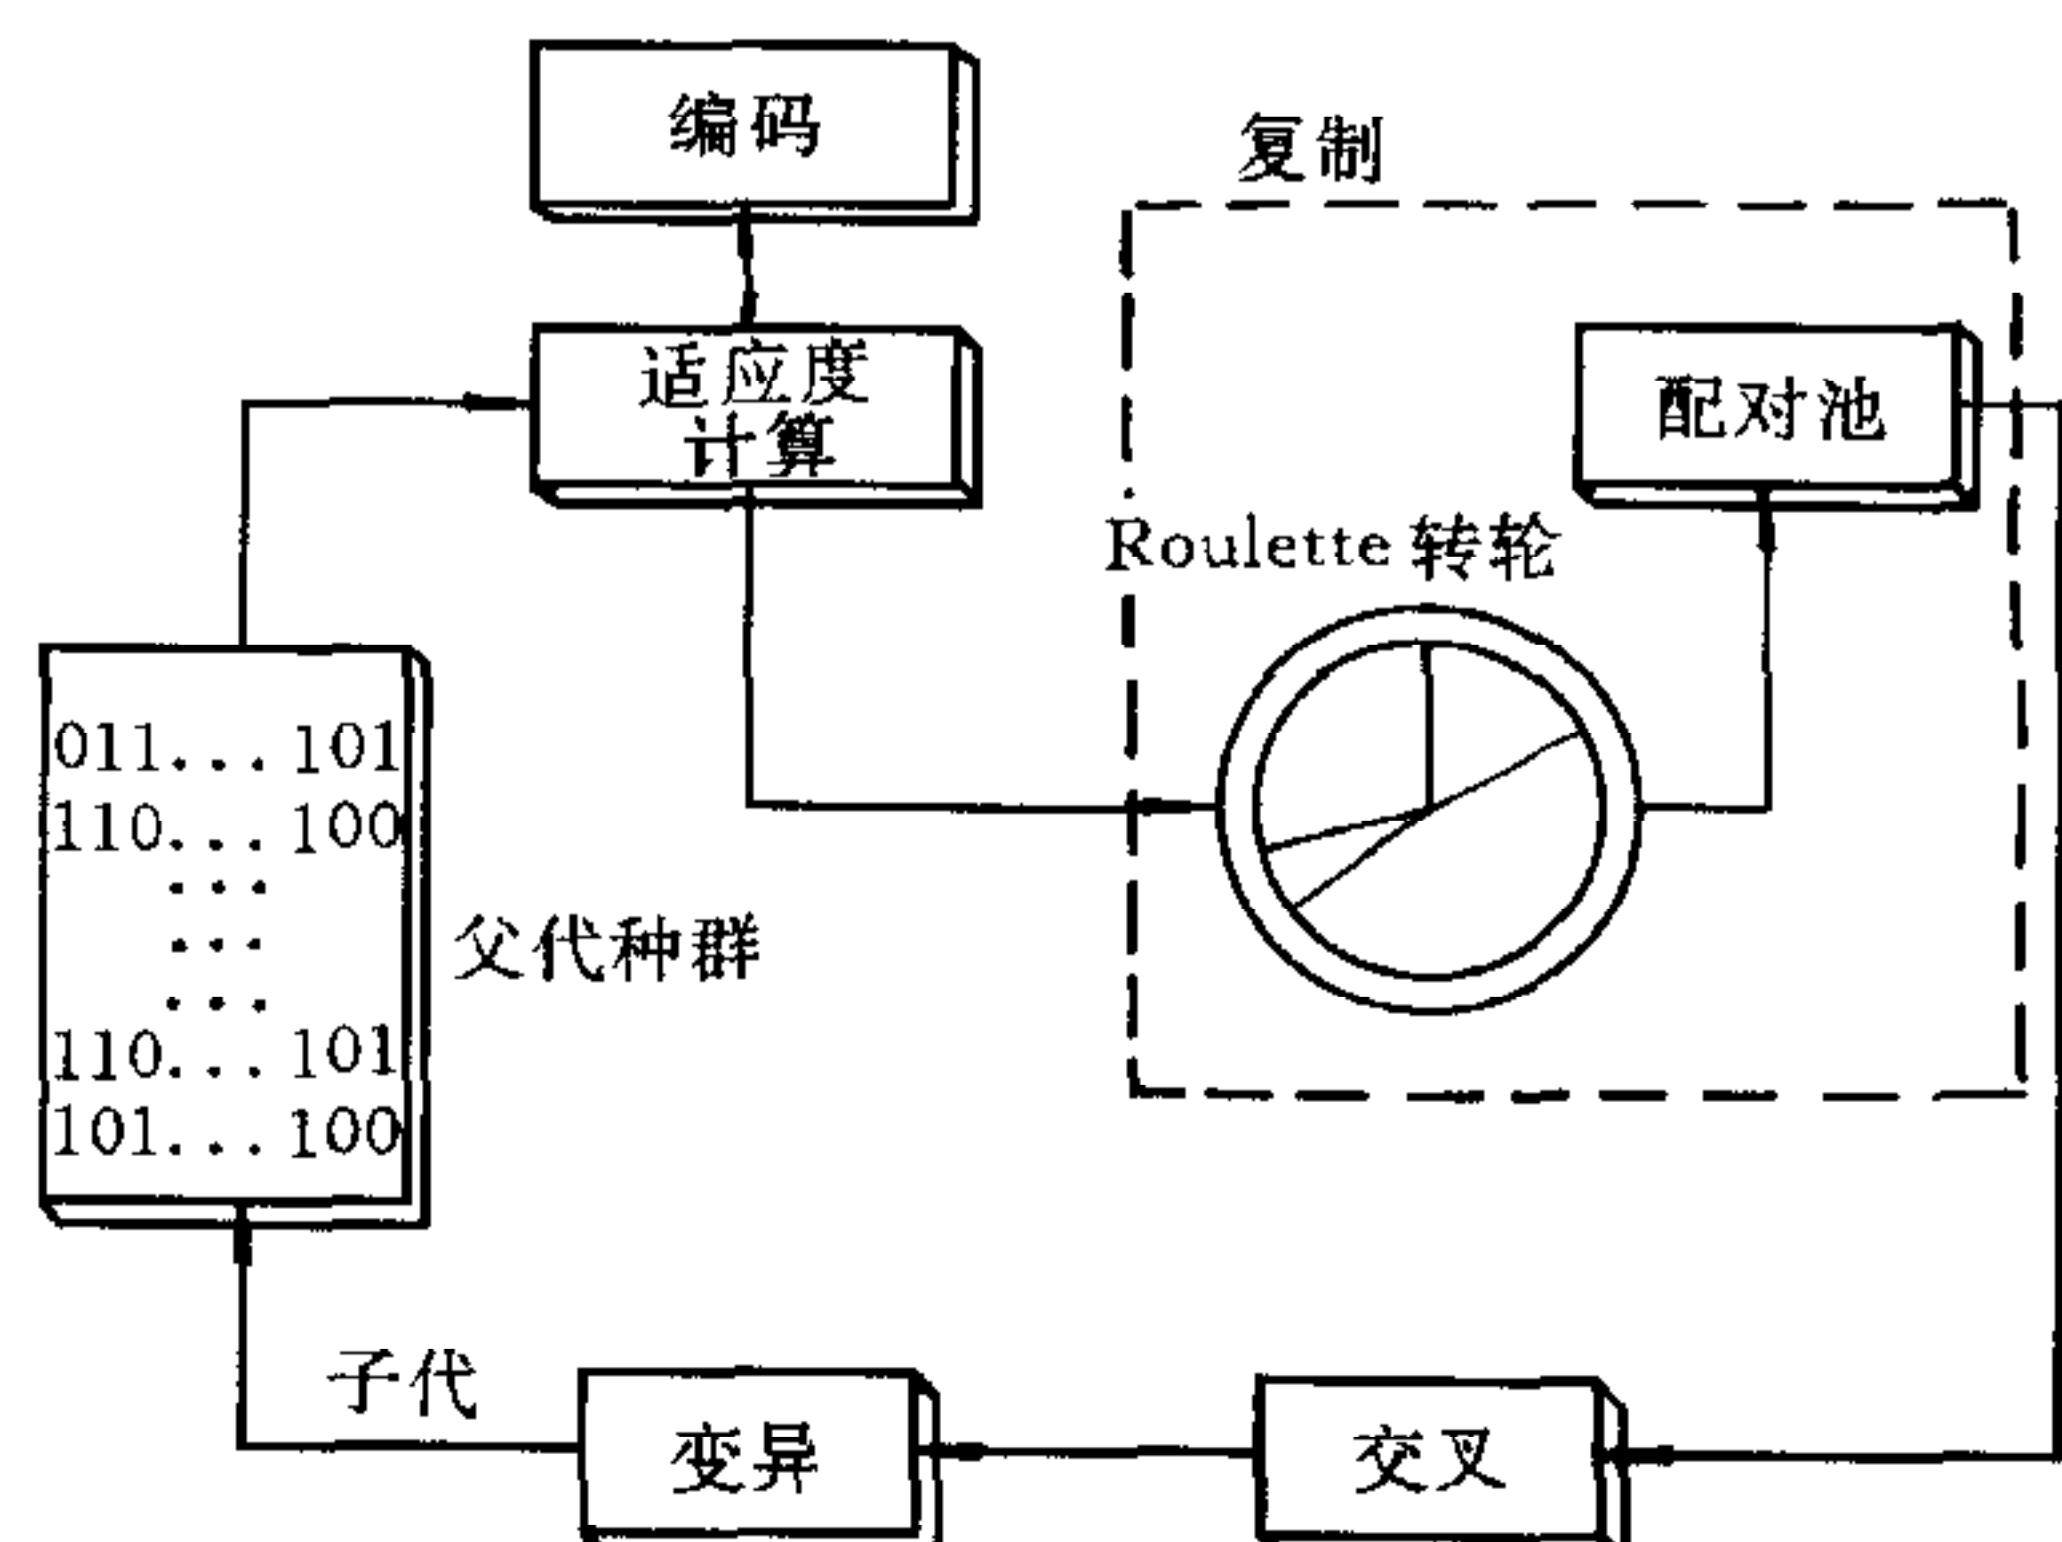 编码
复制
适应度
计算
配对池
Roulette 转轮
011...101
110...100
...
...
...
110...101
101...100
父代种群
子代
变异
交叉